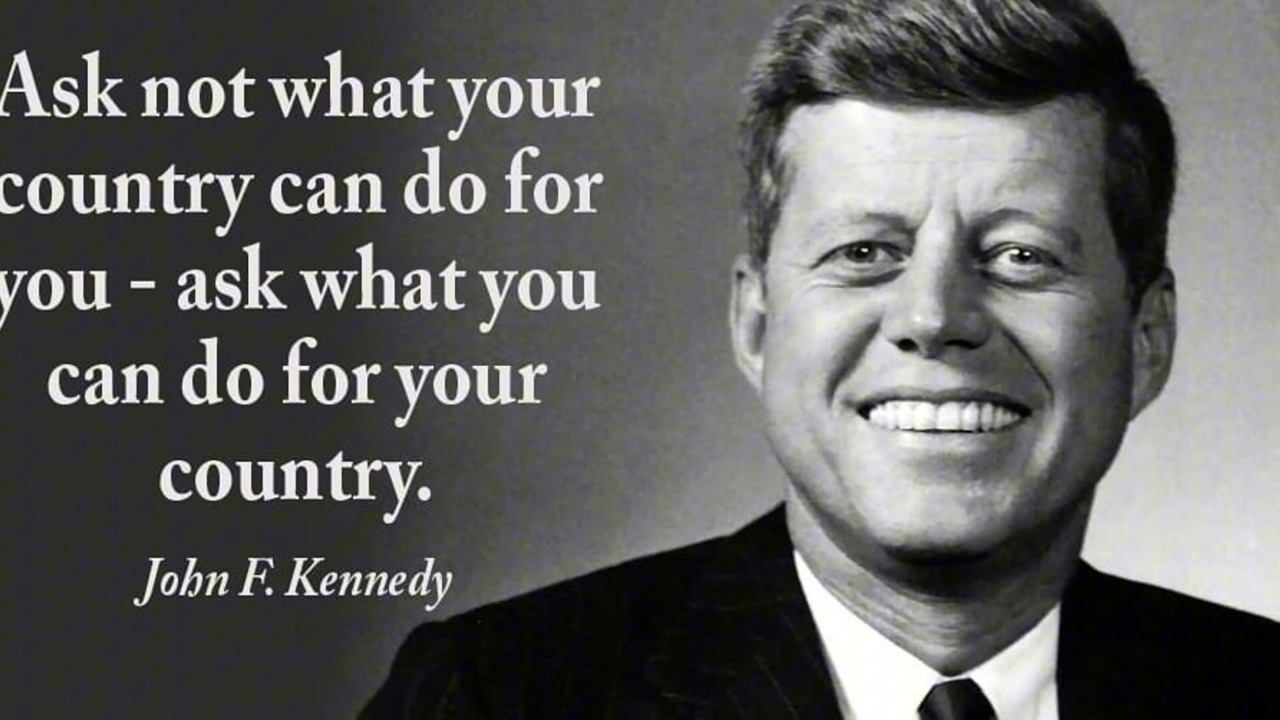 Ask not what your
country can do for
you - ask what you
can do for your
country.
John F. Kennedy